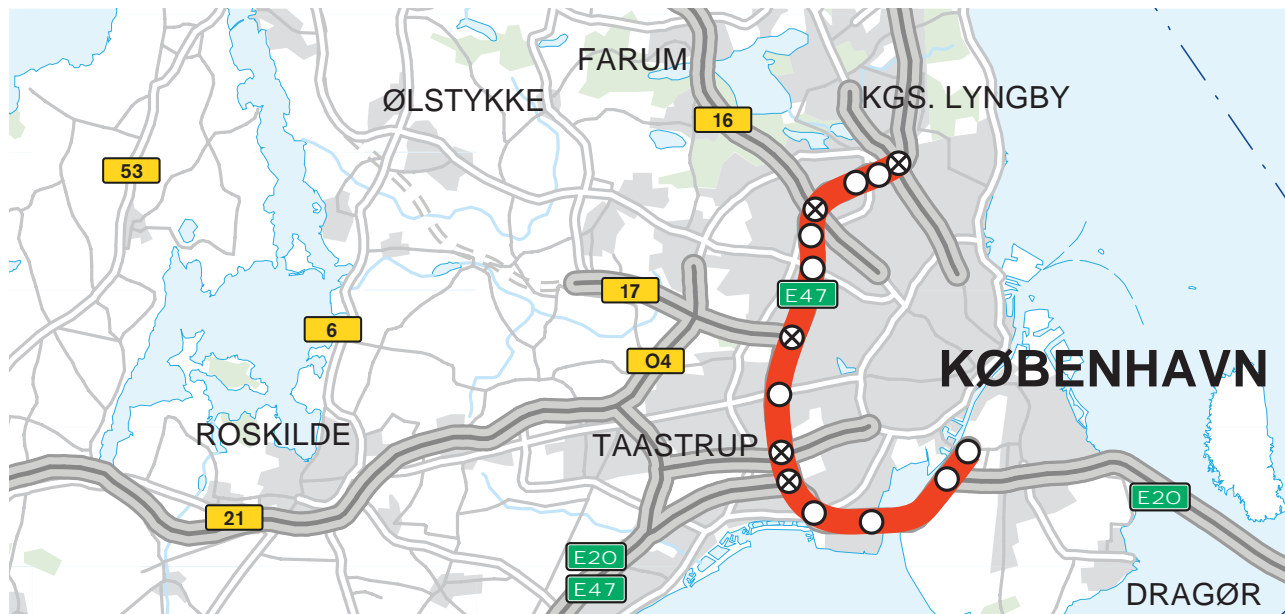 FARUM
KGS. LYNGBY
ØLSTYKKE
16
53
17
E47
6
O4
KØBENHAVN
ROSKILDE
TAASTRUP
E20
21
E20
E47
DRAGØR